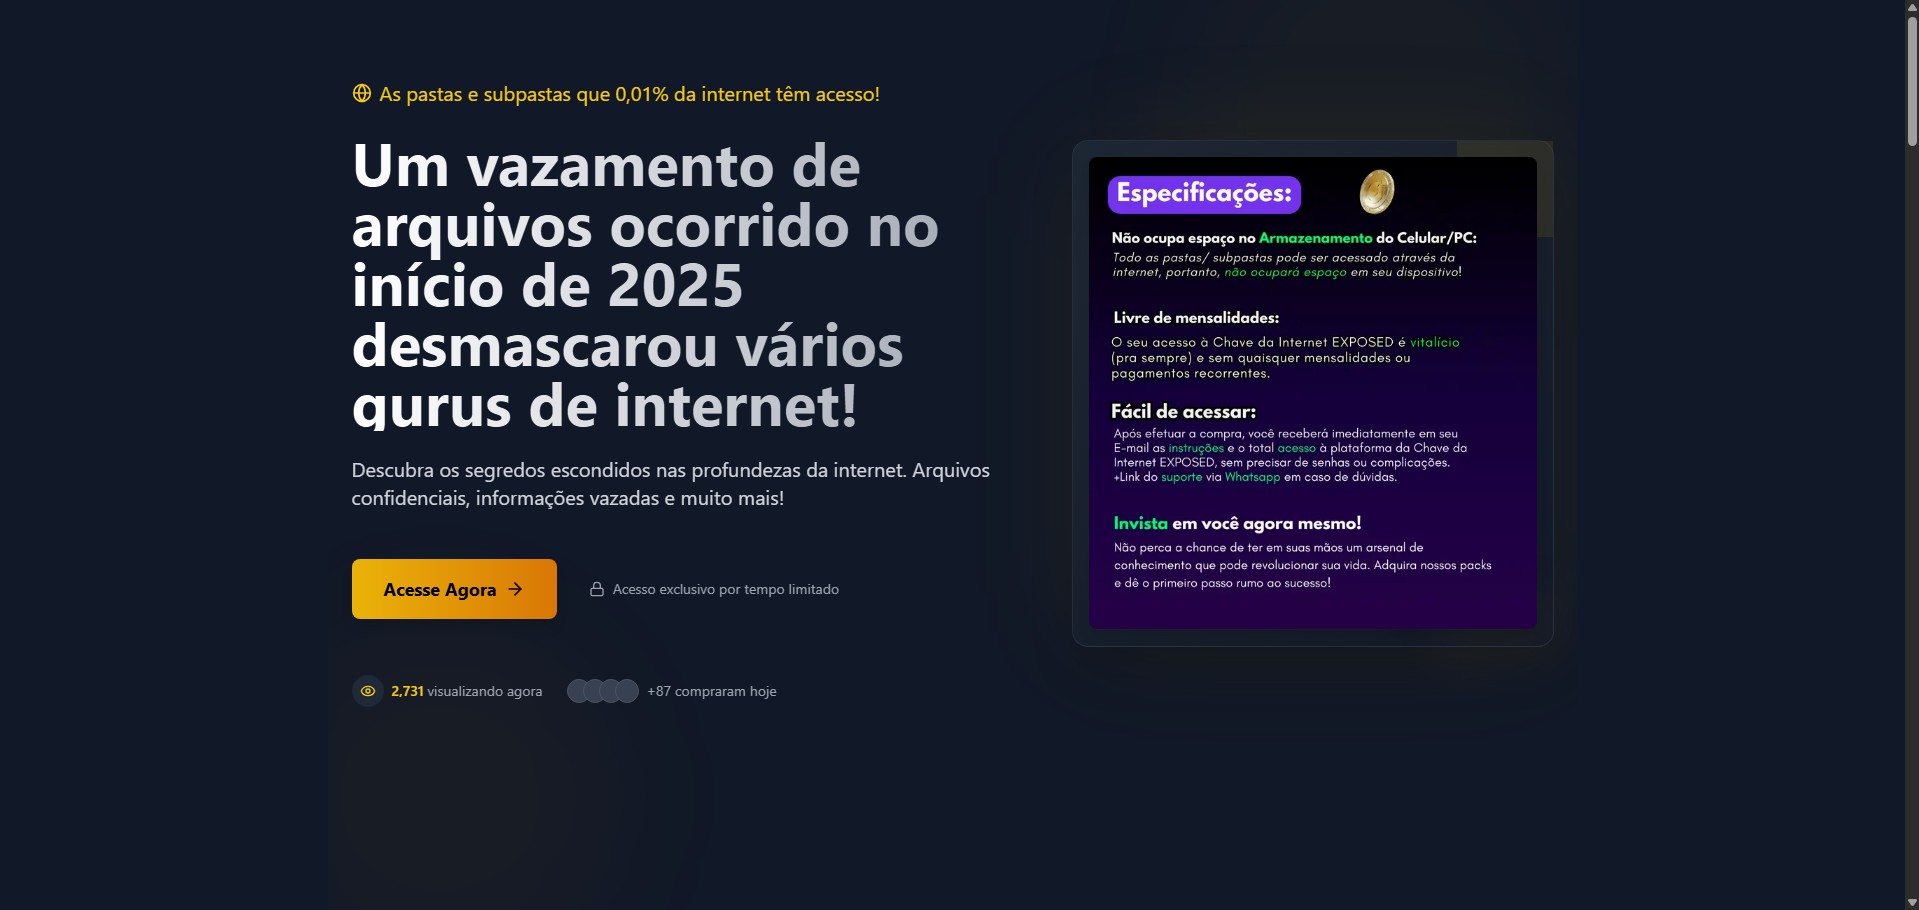 As pastas e subpastas que 0,01% da internet têm acesso!
Um vazamento de
arquivos ocorrido no
início de 2025
desmascarou vários
gurus de internet!
Descubra os segredos escondidos nas profundezas da internet. Arquivos
confidenciais, informações vazadas e muito mais!
Acesse Agora →
Acesso exclusivo por tempo limitado
2,731 visualizando agora
+87 compraram hoje
Especificações:
Não ocupa espaço no Armazenamento do Celular/PC:
Todo as pastas/ subpastas pode ser acessado através da
internet, portanto, não ocupará espaço em seu dispositivo!
Livre de mensalidades:
O seu acesso à Chave da Internet EXPOSED é vitalício
(pra sempre) e sem quaisquer mensalidades ou
pagamentos recorrentes.
Fácil de acessar:
Após efetuar a compra, você receberá imediatamente em seu
E-mail as instruções e o total acesso à plataforma da Chave da
Internet EXPOSED, sem precisar de senhas ou complicações.
+Link do suporte via Whatsapp em caso de dúvidas.
Invista em você agora mesmo!
Não perca a chance de ter em suas mãos um arsenal de
conhecimento que pode revolucionar sua vida. Adquira nossos packs
e dê o primeiro passo rumo ao sucesso!